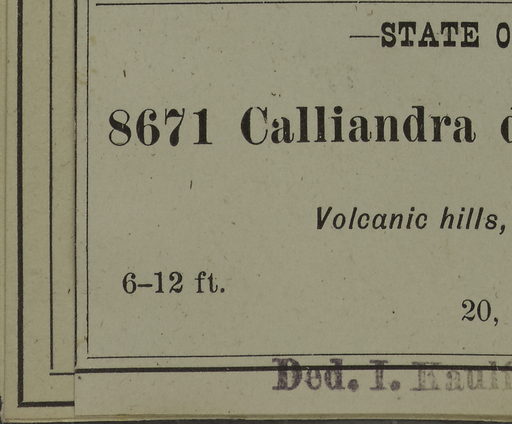 —STATE O
8671 Calliandra
Volcanic hills,
6–12 ft.
20,
Ded. I.